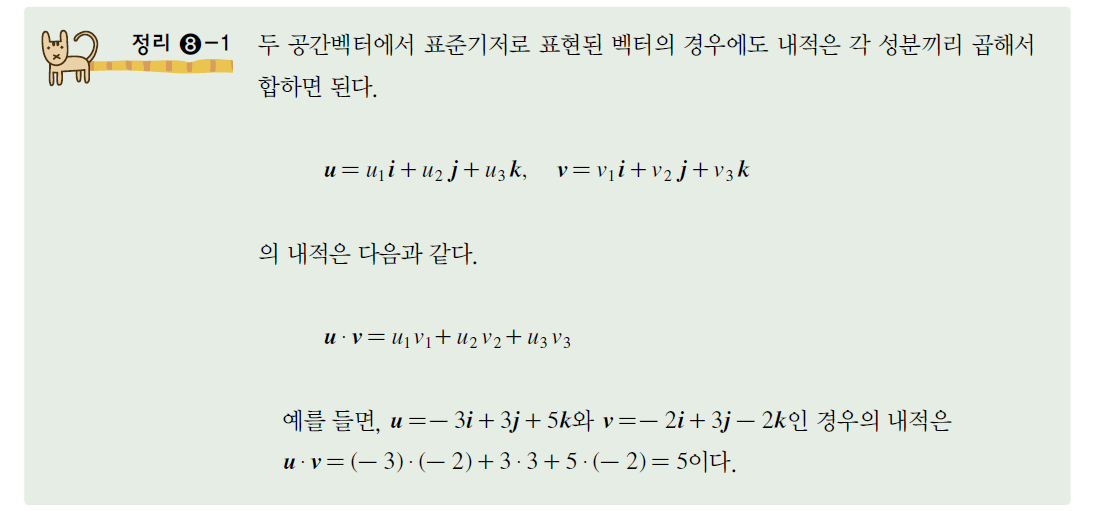 정리 ❽-1 두 공간벡터에서 표준기저로 표현된 벡터의 경우에도 내적은 각 성분끼리 곱해서
합하면 된다.
u = u₁i + u₂j + u₃k, v = v₁i + v₂j + v₃k
의 내적은 다음과 같다.
u · v = u₁v₁ + u₂v₂ + u₃v₃
예를 들면, u = − 3i + 3j + 5k와 v = − 2i + 3j − 2k인 경우의 내적은
u · v = (− 3) · (− 2) + 3 · 3 + 5 · (− 2) = 5이다.